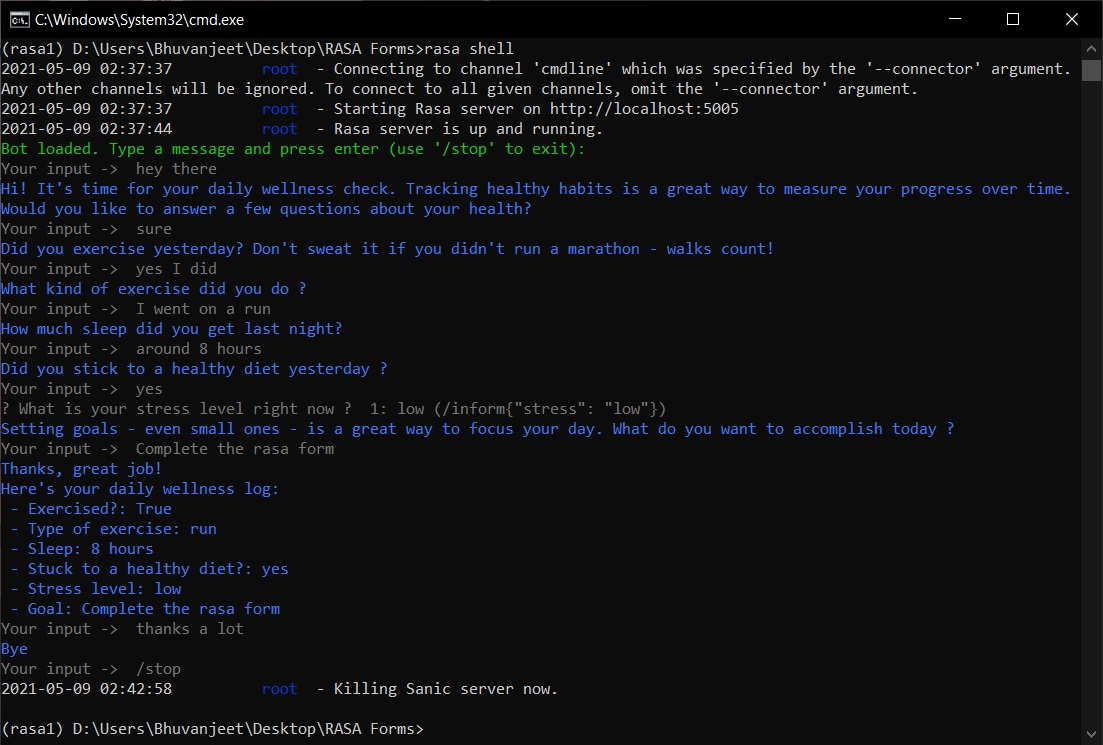 C:\Windows\System32\cmd.exe
(rasa1) D:\Users\Bhuvanjeet\Desktop\RASA Forms>rasa shell
2021-05-09 02:37:37 root - Connecting to channel 'cmdline' which was specified by the '--connector' argument.
Any other channels will be ignored. To connect to all given channels, omit the '--connector' argument.
2021-05-09 02:37:37 root - Starting Rasa server on http://localhost:5005
2021-05-09 02:37:44 root - Rasa server is up and running.
Bot loaded. Type a message and press enter (use '/stop' to exit):
Your input -> hey there
Hi! It's time for your daily wellness check. Tracking healthy habits is a great way to measure your progress over time.
Would you like to answer a few questions about your health?
Your input -> sure
Did you exercise yesterday? Don't sweat it if you didn't run a marathon - walks count!
Your input -> yes I did
What kind of exercise did you do ?
Your input -> I went on a run
How much sleep did you get last night?
Your input -> around 8 hours
Did you stick to a healthy diet yesterday ?
Your input -> yes
? What is your stress level right now ? 1: low (/inform{"stress": "low"})
Setting goals - even small ones - is a great way to focus your day. What do you want to accomplish today ?
Your input -> Complete the rasa form
Thanks, great job!
Here's your daily wellness log:
- Exercised?: True
- Type of exercise: run
- Sleep: 8 hours
- Stuck to a healthy diet?: yes
- Stress level: low
- Goal: Complete the rasa form
Your input -> thanks a lot
Bye
Your input -> /stop
2021-05-09 02:42:58 root - Killing Sanic server now.
(rasa1) D:\Users\Bhuvanjeet\Desktop\RASA Forms>